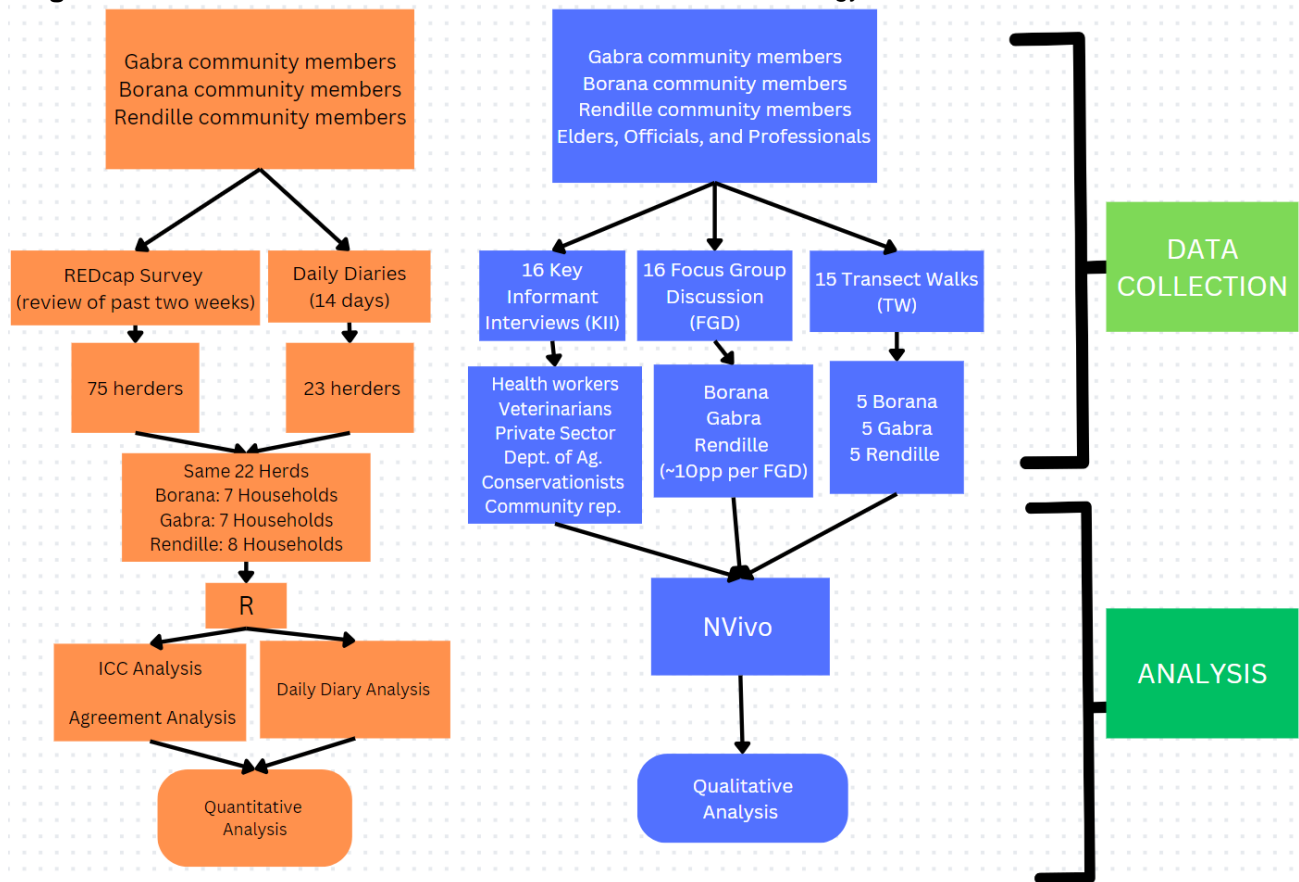 Gabra community members
Borana community members
Rendille community members
Gabra community members
Borana community members
Rendille community members
Elders, Officials, and Professionals
REDcap Survey
(review of past two weeks)
Daily Diaries
(14 days)
16 Key
Informant
Interviews (KII)
16 Focus Group
Discussion
(FGD)
15 Transect Walks
(TW)
DATA
COLLECTION
75 herders
23 herders
Health workers
Veterinarians
Private Sector
Dept. of Ag.
Conservationists
Community rep.
Borana
Gabra
Rendille
(~10pp per FGD)
5 Borana
5 Gabra
5 Rendille
Same 22 Herds
Borana: 7 Households
Gabra: 7 Households
Rendille: 8 Households
R
NVivo
ICC Analysis
Agreement Analysis
Daily Diary Analysis
ANALYSIS
Quantitative
Analysis
Qualitative
Analysis